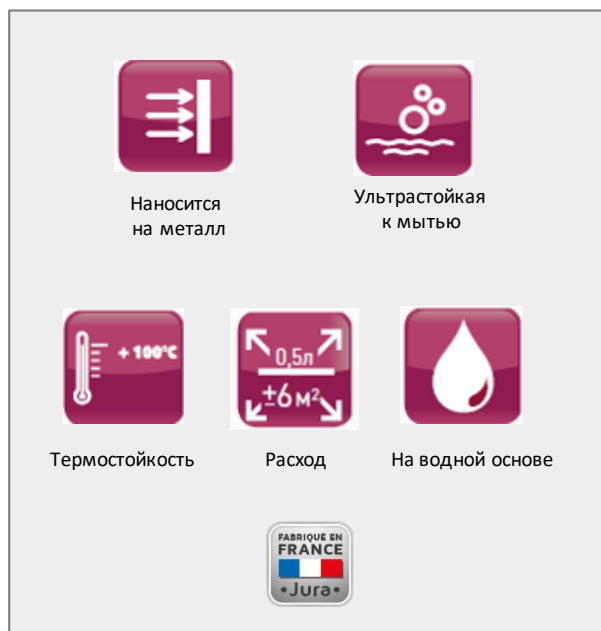 Наносится
на металл
Ультрастойкая
к мытью
+ 100°C
0,5л
±6 м²
Термостойкость
Расход
На водной основе
FABRIQUÉ EN
FRANCE
•Jura•